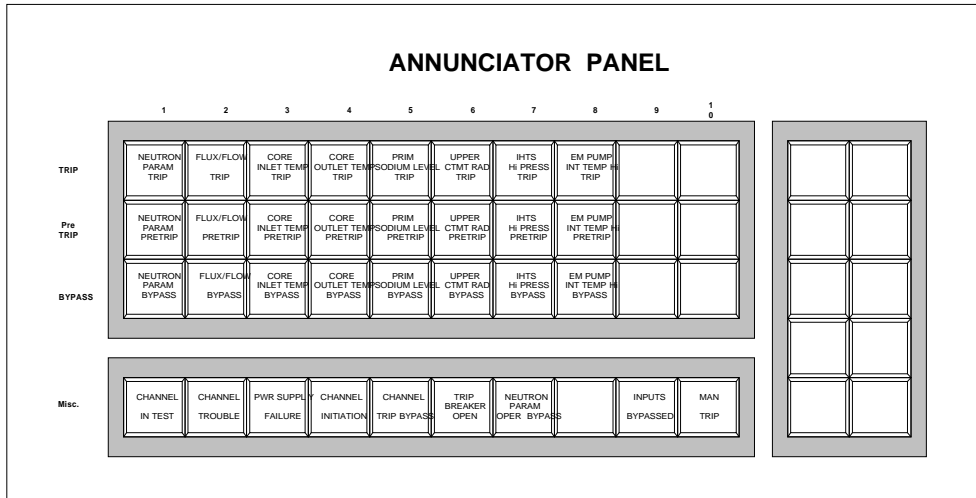 ANNUNCIATOR PANEL
1 2 3 4 5 6 7 8 9 10
TRIP
NEUTRON PARAM TRIP
FLUX/FLOW TRIP
CORE INLET TEMP TRIP
CORE OUTLET TEMP TRIP
PRIM SODIUM LEVEL TRIP
UPPER CTMT RAD TRIP
IHTS Hi PRESS TRIP
EM PUMP INT TEMP Hi TRIP
Pre TRIP
NEUTRON PARAM PRETRIP
FLUX/FLOW PRETRIP
CORE INLET TEMP PRETRIP
CORE OUTLET TEMP PRETRIP
PRIM SODIUM LEVEL PRETRIP
UPPER CTMT RAD PRETRIP
IHTS Hi PRESS PRETRIP
EM PUMP INT TEMP Hi PRETRIP
BYPASS
NEUTRON PARAM BYPASS
FLUX/FLOW BYPASS
CORE INLET TEMP BYPASS
CORE OUTLET TEMP BYPASS
PRIM SODIUM LEVEL BYPASS
UPPER CTMT RAD BYPASS
IHTS Hi PRESS BYPASS
EM PUMP INT TEMP Hi BYPASS
Misc.
CHANNEL IN TEST
CHANNEL TROUBLE
PWR SUPPLY FAILURE
CHANNEL INITIATION
CHANNEL TRIP BYPASS
TRIP BREAKER OPEN
NEUTRON PARAM OPER BYPASS
INPUTS BYPASSED
MAN TRIP